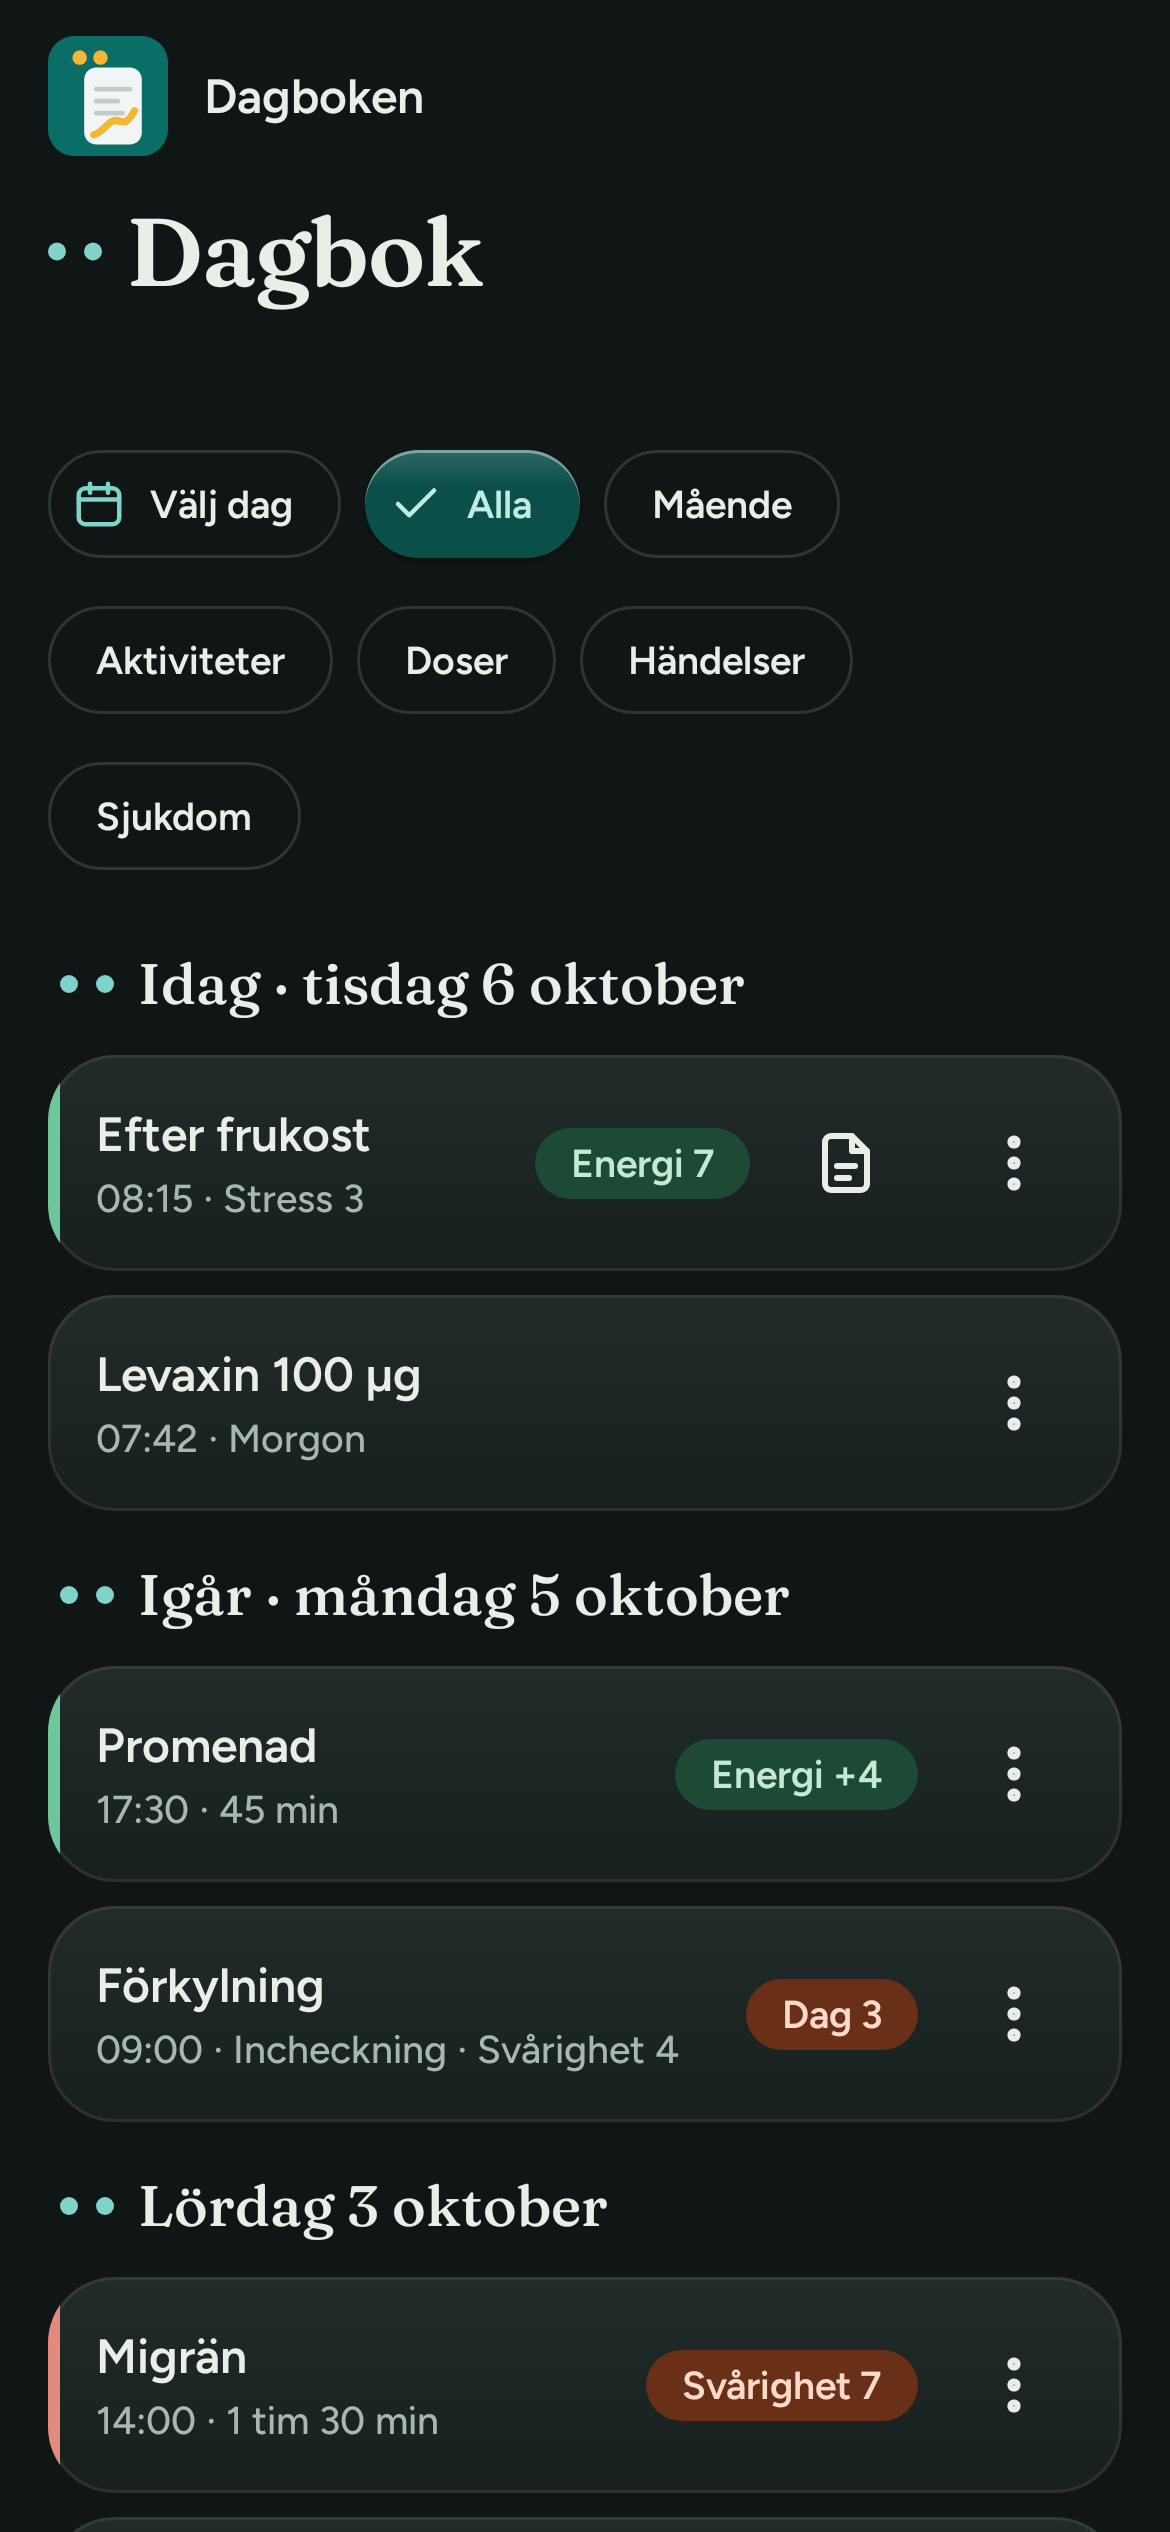 Dagboken
Dagbok
Välj dag
Alla
Mående
Aktiviteter
Doser
Händelser
Sjukdom
Idag · tisdag 6 oktober
Efter frukost
08:15 · Stress 3
Energi 7
Levaxin 100 µg
07:42 · Morgon
Igår · måndag 5 oktober
Promenad
17:30 · 45 min
Energi +4
Förkylning
09:00 · Incheckning · Svårighet 4
Dag 3
Lördag 3 oktober
Migrän
14:00 · 1 tim 30 min
Svårighet 7